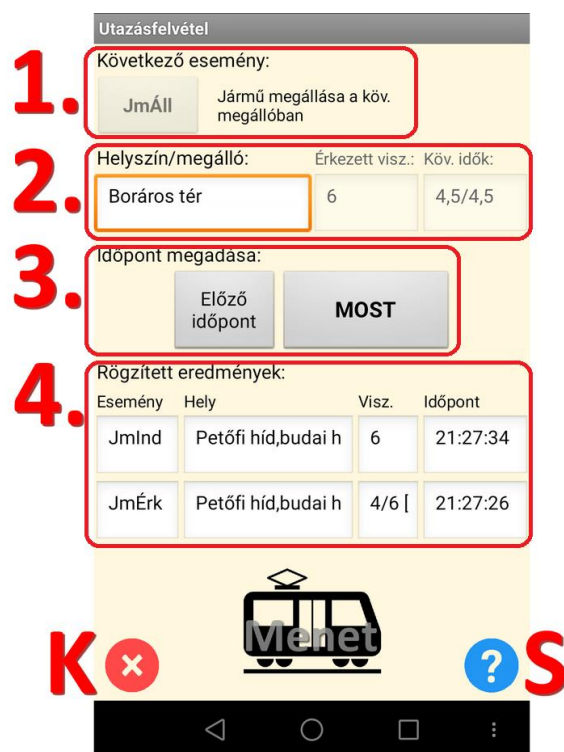 Utazásfelvétel
1.
Következő esemény:
JmÁll
Jármű megállása a köv.
megállóban
2.
Helyszín/megálló: Érkezett visz.: Köv. idők:
Boráros tér 6 4,5/4,5
3.
Időpont megadása:
Előző
időpont
MOST
4.
Rögzített eredmények:
Esemény Hely Visz. Időpont
JmInd Petőfi híd,budai h 6 21:27:34
JmÉrk Petőfi híd,budai h 4/6 [ 21:27:26
Menet
K × ? S